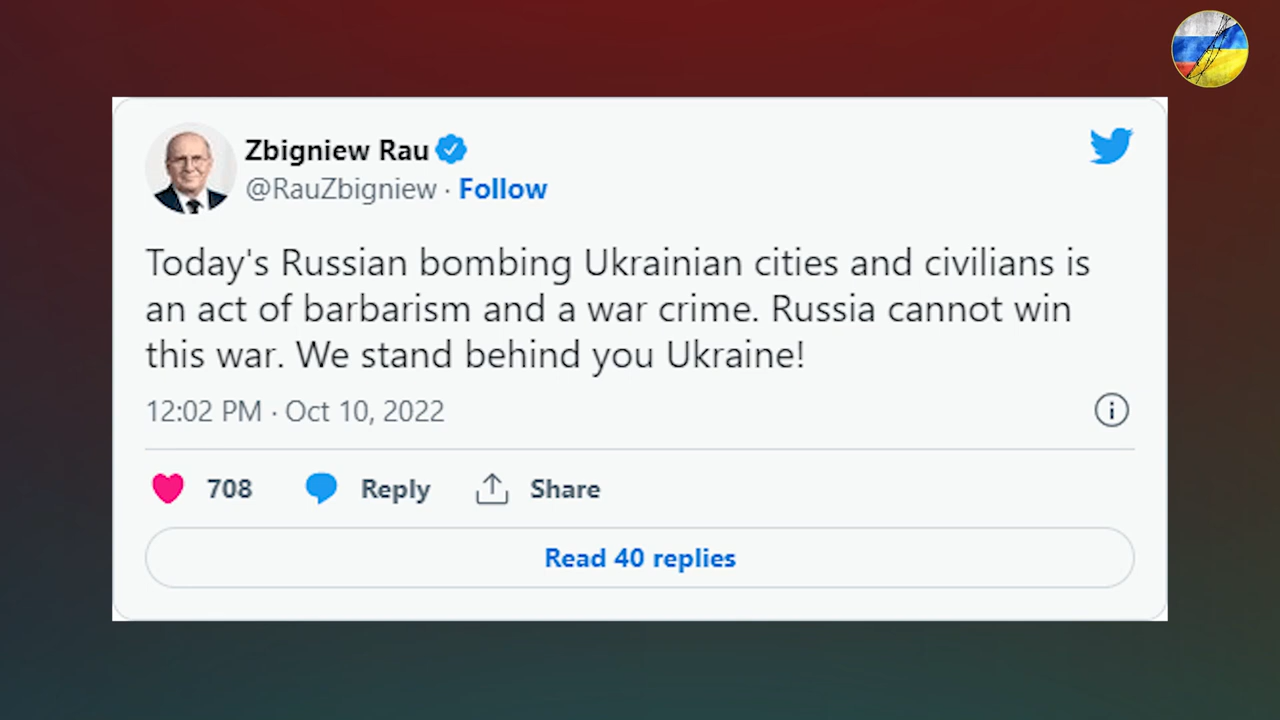 Zbigniew Rau
@RauZbigniew · Follow
Today's Russian bombing Ukrainian cities and civilians is
an act of barbarism and a war crime. Russia cannot win
this war. We stand behind you Ukraine!
12:02 PM · Oct 10, 2022
708 Reply Share
Read 40 replies